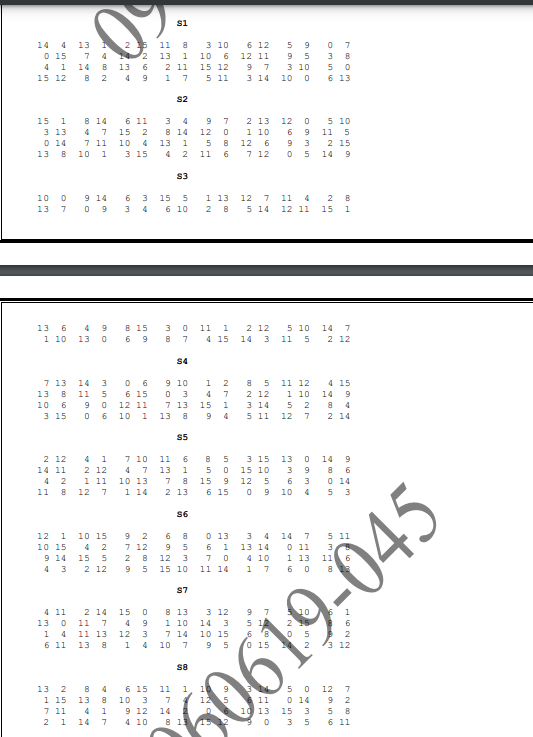 S1
14 4 13 1 2 15 11 8 3 10 6 12 5 9 0 7
0 15 7 4 14 2 13 1 10 6 12 11 9 5 3 8
4 1 14 8 13 6 2 11 15 12 9 7 3 10 5 0
15 12 8 2 4 9 1 7 5 11 3 14 10 0 6 13
S2
15 1 8 14 6 11 3 4 9 7 2 13 12 0 5 10
3 13 4 7 15 2 8 14 12 0 1 10 6 9 11 5
0 14 7 11 10 4 13 1 5 8 12 6 9 3 2 15
13 8 10 1 3 15 4 2 11 6 7 12 0 5 14 9
S3
10 0 9 14 6 3 15 5 1 13 12 7 11 4 2 8
13 7 0 9 3 4 6 10 2 8 5 14 12 11 15 1
13 6 4 9 8 15 3 0 11 1 2 12 5 10 14 7
1 10 13 0 6 9 8 7 4 15 14 3 11 5 2 12
S4
7 13 14 3 0 6 9 10 1 2 8 5 11 12 4 15
13 8 11 5 6 15 0 3 4 7 2 12 1 10 14 9
10 6 9 0 12 11 7 13 15 1 3 14 5 2 8 4
3 15 0 6 10 1 13 8 9 4 5 11 12 7 2 14
S5
2 12 4 1 7 10 11 6 8 5 3 15 13 0 14 9
14 11 2 12 4 7 13 1 5 0 15 10 3 9 8 6
4 2 1 11 10 13 7 8 15 9 12 5 6 3 0 14
11 8 12 7 1 14 2 13 6 15 0 9 10 4 5 3
S6
12 1 10 15 9 2 6 8 0 13 3 4 14 7 5 11
10 15 4 2 7 12 9 5 6 1 13 14 0 11 3 8
9 14 15 5 2 8 12 3 7 0 4 10 1 13 11 6
4 3 2 12 9 5 15 10 11 14 1 7 6 0 8 13
S7
4 11 2 14 15 0 8 13 3 12 9 7 5 10 6 1
13 0 11 7 4 9 1 10 14 3 5 12 2 15 8 6
1 4 11 13 12 3 7 14 10 15 6 8 0 5 9 2
6 11 13 8 1 4 10 7 9 5 0 15 14 2 3 12
S8
13 2 8 4 6 15 11 1 10 9 3 14 5 0 12 7
1 15 13 8 10 3 7 4 12 5 6 11 0 14 9 2
7 11 4 1 9 12 14 2 0 6 10 13 15 3 5 8
2 1 14 7 4 10 8 13 15 12 9 0 3 5 6 11
09
060619-045